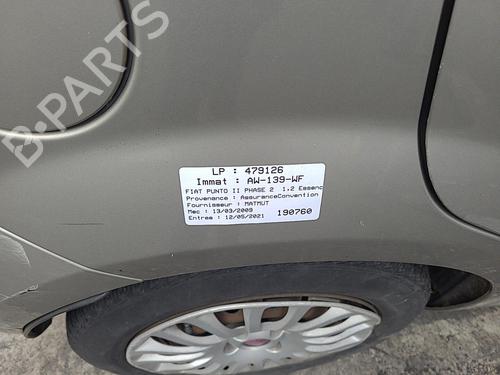 B-PARTS
LP : 479126
Immat : AW-139-WF
FIAT PUNTO II PHASE 2 1.2 Essenc
Provenance : AssuranceConvention
Fournisseur : MATMUT
Mec : 13/03/2009
Entree : 12/05/2021 190760